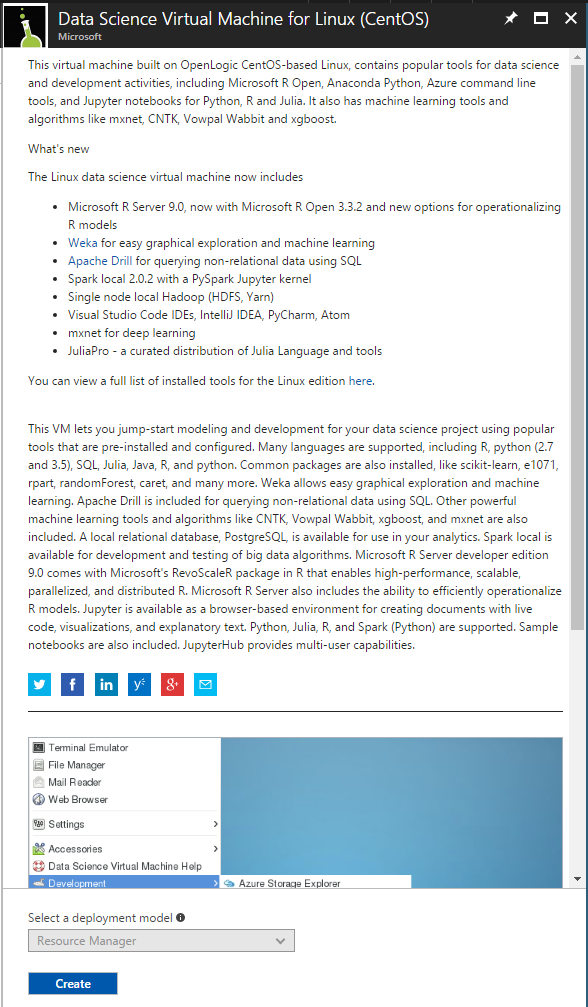 Data Science Virtual Machine for Linux (CentOS)
Microsoft
This virtual machine built on OpenLogic CentOS-based Linux, contains popular tools for data science
and development activities, including Microsoft R Open, Anaconda Python, Azure command line
tools, and Jupyter notebooks for Python, R and Julia. It also has machine learning tools and
algorithms like mxnet, CNTK, Vowpal Wabbit and xgboost.
What's new
The Linux data science virtual machine now includes
• Microsoft R Server 9.0, now with Microsoft R Open 3.3.2 and new options for operationalizing
R models
• Weka for easy graphical exploration and machine learning
• Apache Drill for querying non-relational data using SQL
• Spark local 2.0.2 with a PySpark Jupyter kernel
• Single node local Hadoop (HDFS, Yarn)
• Visual Studio Code IDEs, IntelliJ IDEA, PyCharm, Atom
• mxnet for deep learning
• JuliaPro - a curated distribution of Julia Language and tools
You can view a full list of installed tools for the Linux edition here.
This VM lets you jump-start modeling and development for your data science project using popular
tools that are pre-installed and configured. Many languages are supported, including R, python (2.7
and 3.5), SQL, Julia, Java, R, and python. Common packages are also installed, like scikit-learn, e1071,
rpart, randomForest, caret, and many more. Weka allows easy graphical exploration and machine
learning. Apache Drill is included for querying non-relational data using SQL. Other powerful
machine learning tools and algorithms like CNTK, Vowpal Wabbit, xgboost, and mxnet are also
included. A local relational database, PostgreSQL, is available for use in your analytics. Spark local is
available for development and testing of big data algorithms. Microsoft R Server developer edition
9.0 comes with Microsoft's RevoScaleR package in R that enables high-performance, scalable,
parallelized, and distributed R. Microsoft R Server also includes the ability to efficiently operationalize
R models. Jupyter is available as a browser-based environment for creating documents with live
code, visualizations, and explanatory text. Python, Julia, R, and Spark (Python) are supported. Sample
notebooks are also included. JupyterHub provides multi-user capabilities.
Terminal Emulator
File Manager
Mail Reader
Web Browser
Settings
Accessories
Data Science Virtual Machine Help
Development
Azure Storage Explorer
Select a deployment model
Resource Manager
Create